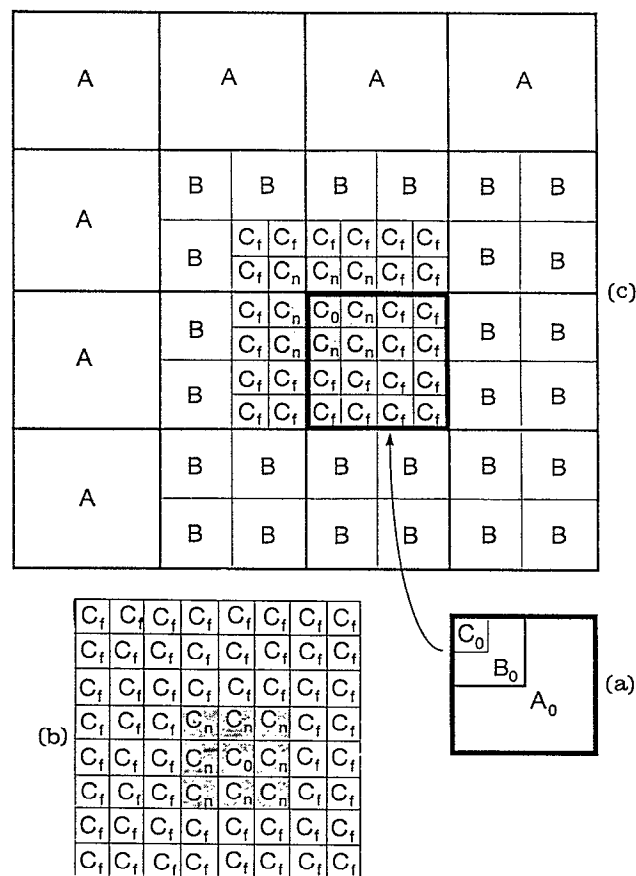 A A A A
B B B B B B
A
C_f C_f C_f C_f C_f C_f
B B B
C_f C_n C_n C_n C_f C_f
(c)
C_f C_n C_0 C_n C_f C_f
B B B
C_f C_n C_n C_n C_f C_f
A
C_f C_f C_f C_f C_f C_f
B B B
C_f C_f C_f C_f C_f C_f
B B B B B B
A
B B B B B B
C_f C_f C_f C_f C_f C_f C_f C_f
C_f C_f C_f C_f C_f C_f C_f C_f
C_f C_f C_f C_f C_f C_f C_f C_f
C_f C_f C_f C_n C_n C_n C_f C_f
(b)
C_f C_f C_f C_n C_0 C_n C_f C_f
C_f C_f C_f C_n C_n C_n C_f C_f
C_f C_f C_f C_f C_f C_f C_f C_f
C_f C_f C_f C_f C_f C_f C_f C_f
C_0
B_0
A_0
(a)